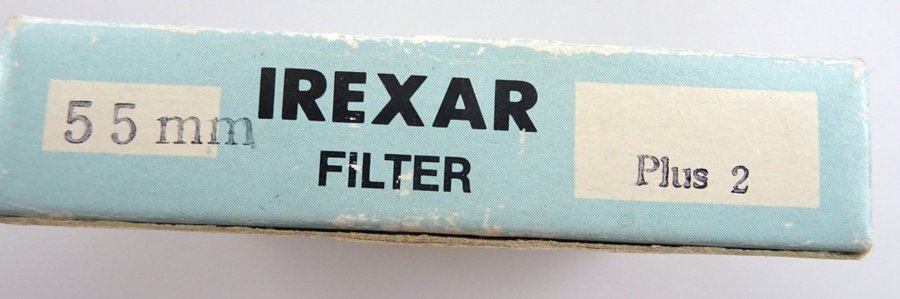 55 mm
IREXAR
FILTER
Plus 2